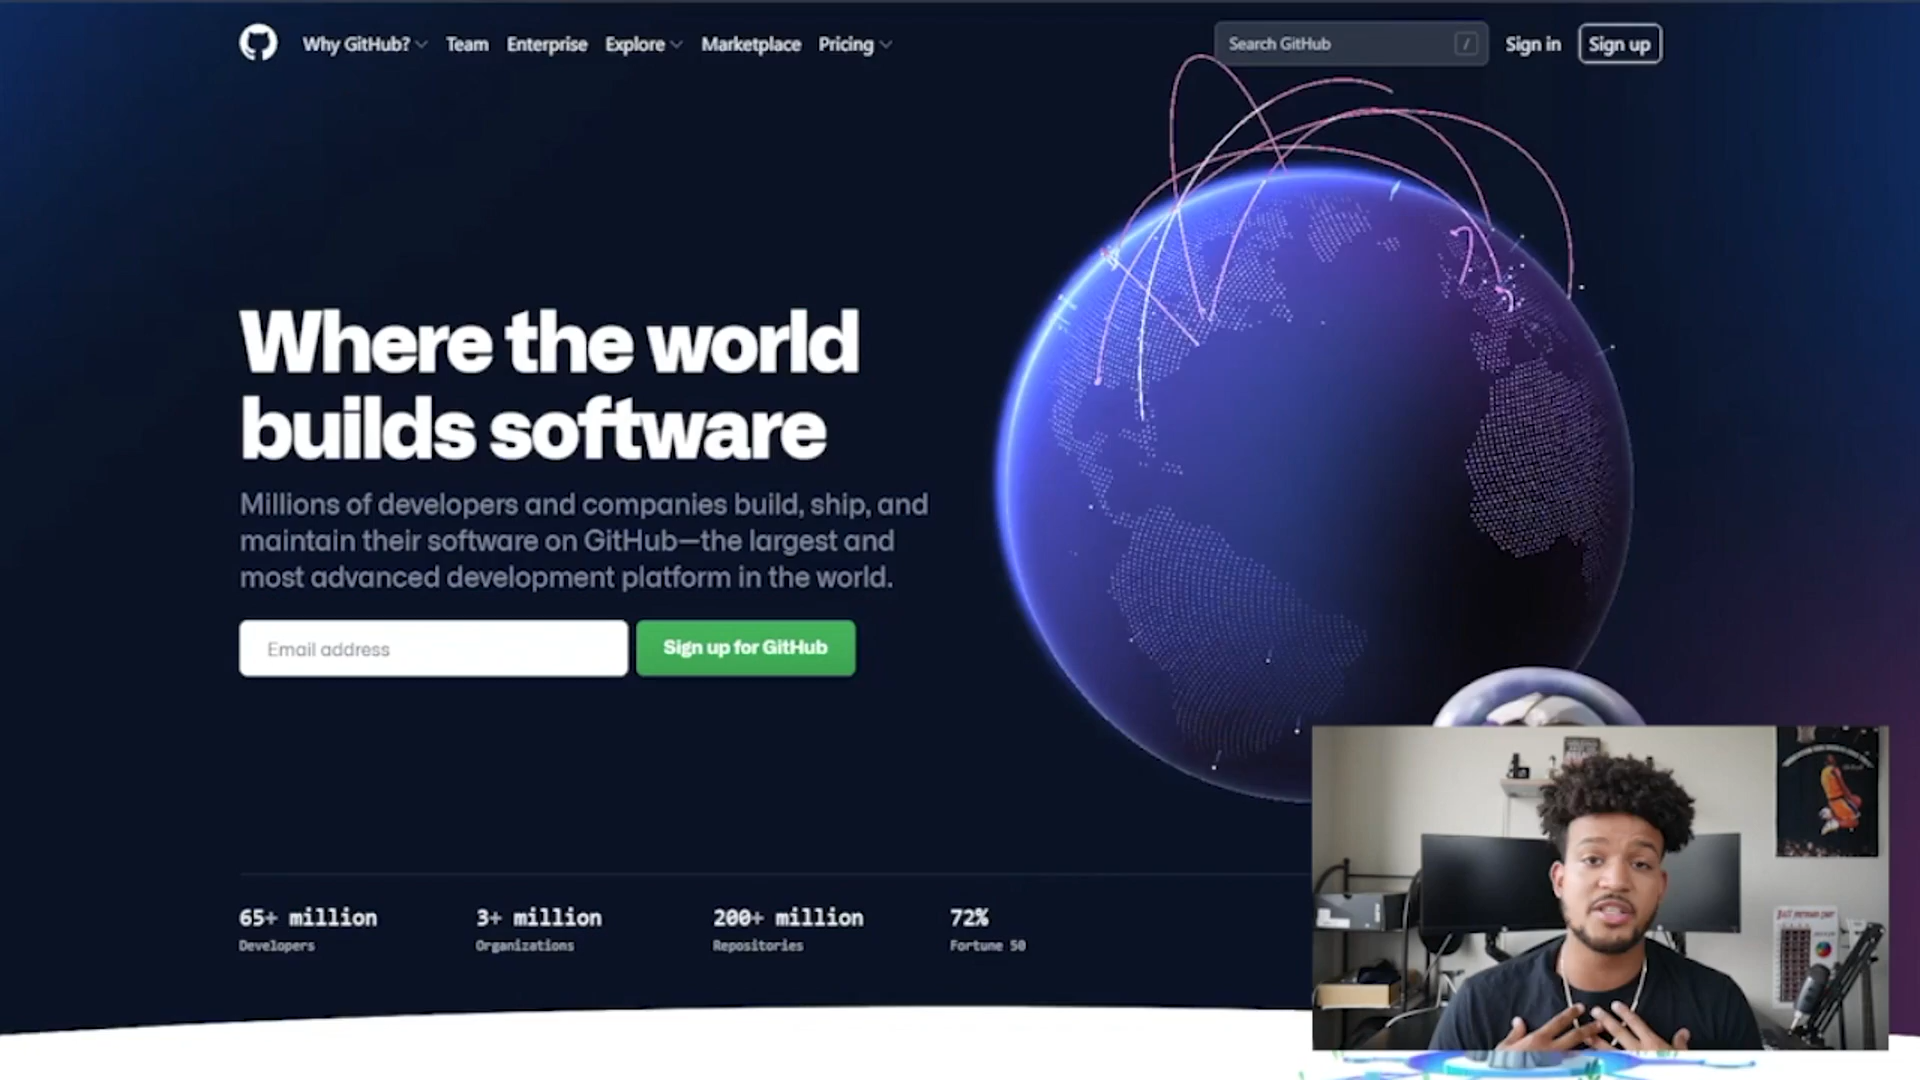 Why GitHub?
Team
Enterprise
Explore
Marketplace
Pricing
Search GitHub
/
Sign in
Sign up
Where the world
builds software
Millions of developers and companies build, ship, and
maintain their software on GitHub—the largest and
most advanced development platform in the world.
Email address
Sign up for GitHub
65+ million
Developers
3+ million
Organizations
200+ million
Repositories
72%
Fortune 50